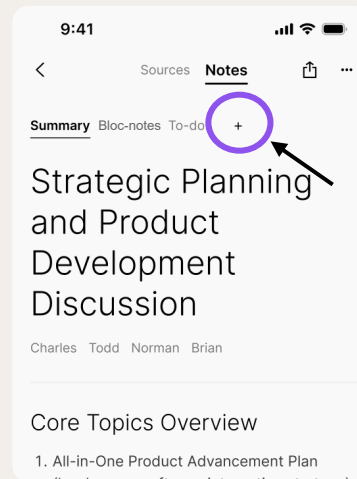 9:41
Sources Notes
Summary Bloc-notes To-do +
Strategic Planning
and Product
Development
Discussion
Charles Todd Norman Brian
Core Topics Overview
1. All-in-One Product Advancement Plan